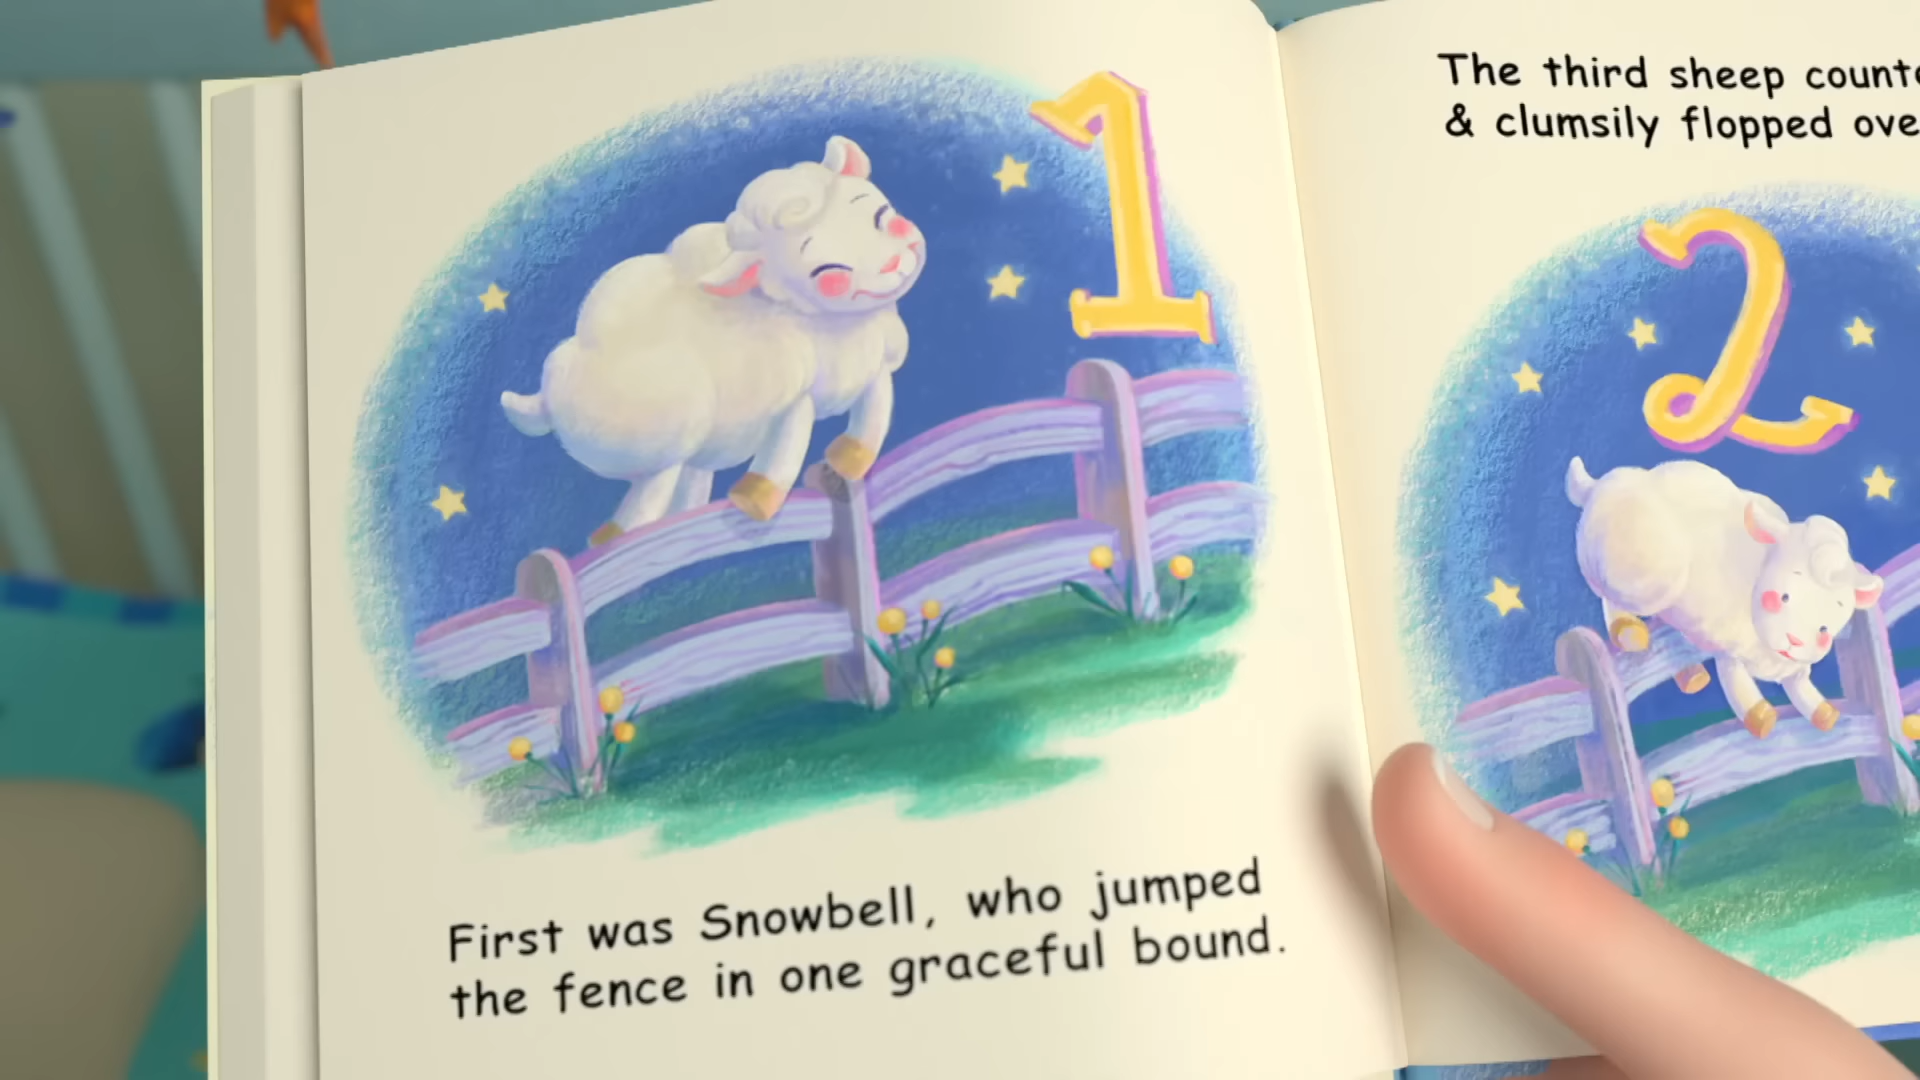 1
First was Snowbell, who jumped
the fence in one graceful bound.
The third sheep
& clumsily flopped
2